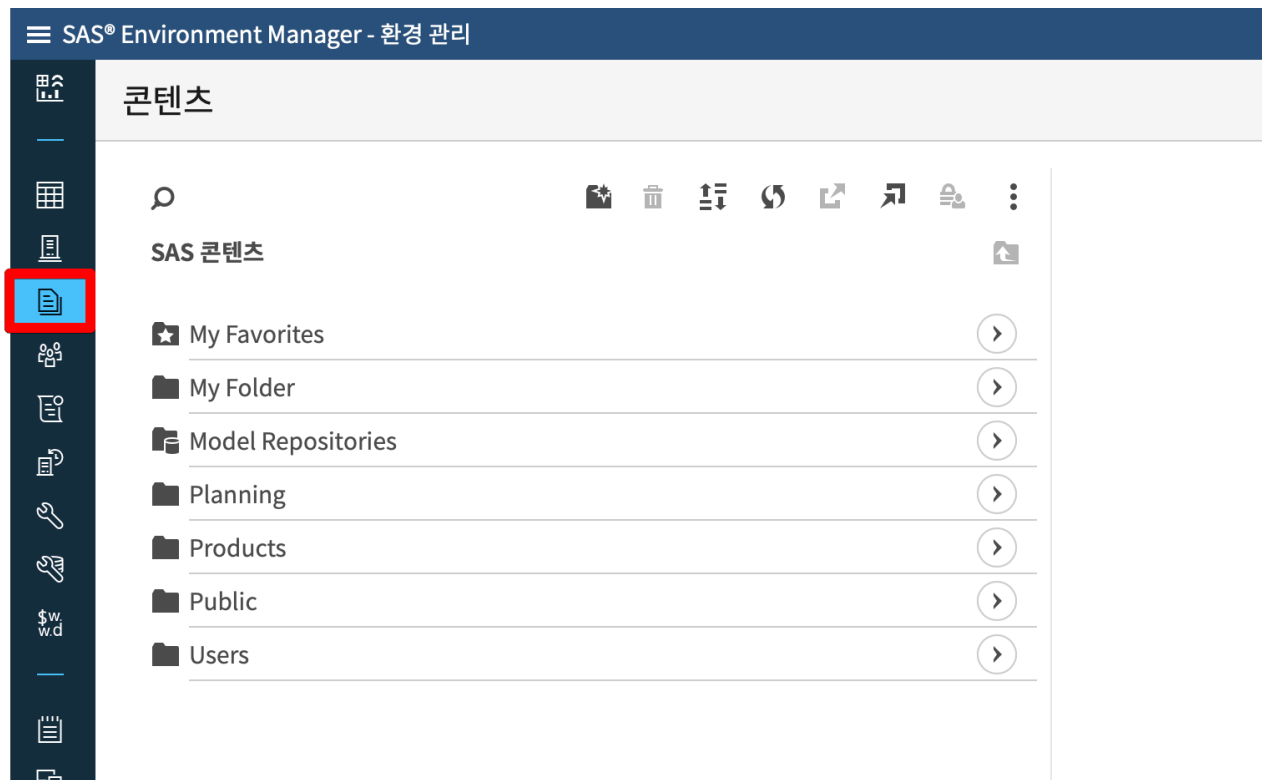 SAS® Environment Manager - 환경 관리
콘텐츠
SAS 콘텐츠
My Favorites
My Folder
Model Repositories
Planning
Products
Public
Users
$w.
w.d